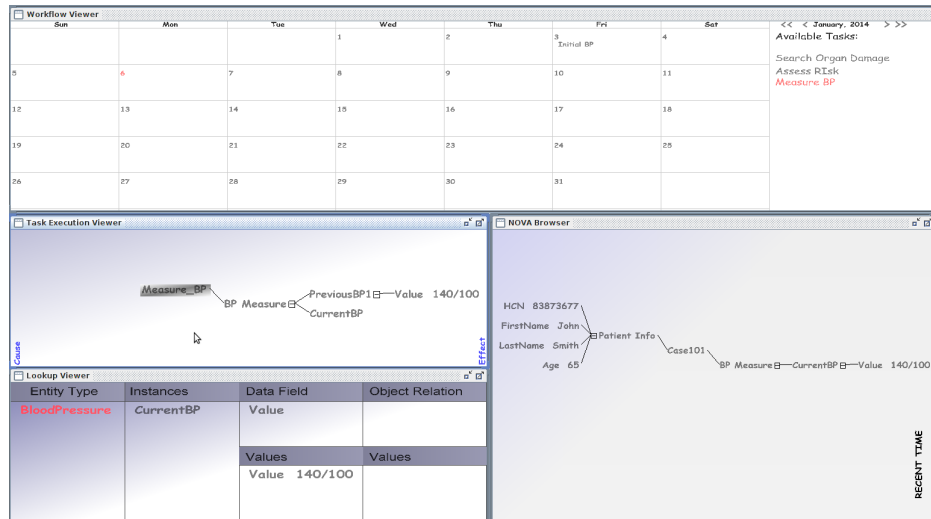 Workflow Viewer
Sun Mon Tue Wed Thu Fri Sat
<< < January, 2014 > >>
1 2 3 4
Initial BP
Available Tasks:
Search Organ Damage
Assess RIsk
Measure BP
5 6 7 8 9 10 11
12 13 14 15 16 17 18
19 20 21 22 23 24 25
26 27 28 29 30 31
Task Execution Viewer
Measure_BP
BP Measure
PreviousBP1 Value 140/100
CurrentBP
Cause
Effect
NOVA Browser
HCN 83873677
FirstName John
LastName Smith
Age 65
Patient Info
Case101
BP Measure CurrentBP Value 140/100
RECENT TIME
Lookup Viewer
Entity Type Instances Data Field Object Relation
BloodPressure CurrentBP Value
Values Values
Value 140/100